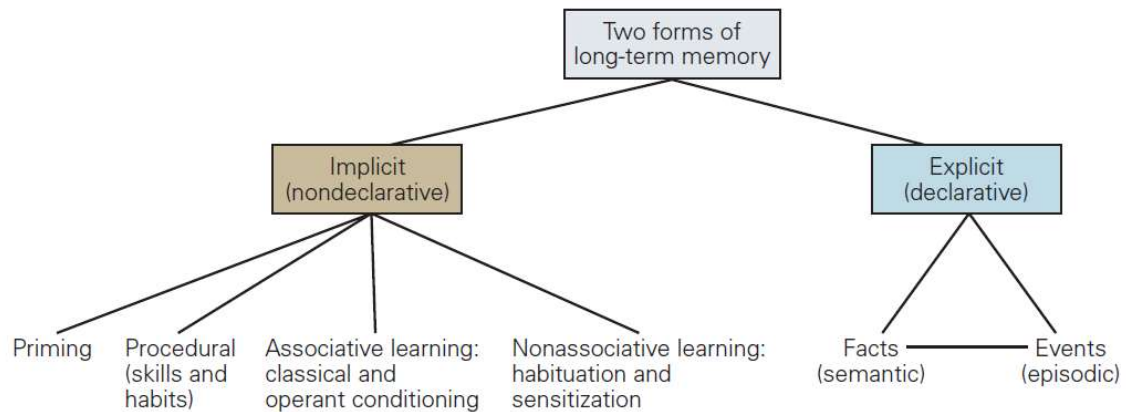 Two forms of
long-term memory
Implicit
(nondeclarative)
Explicit
(declarative)
Priming
Procedural
(skills and
habits)
Associative learning:
classical and
operant conditioning
Nonassociative learning:
habituation and
sensitization
Facts
(semantic)
Events
(episodic)